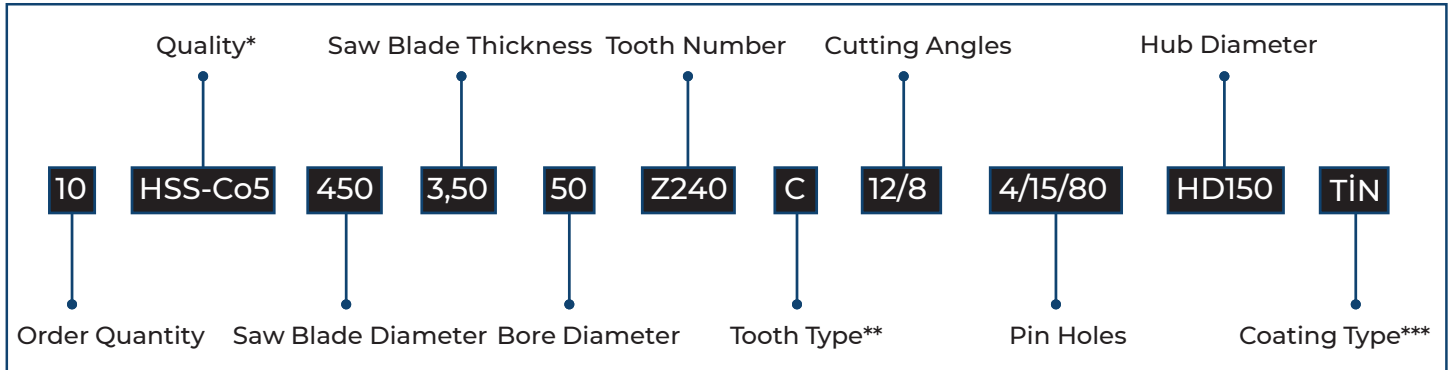 Quality* Saw Blade Thickness Tooth Number Cutting Angles Hub Diameter
10 HSS-Co5 450 3,50 50 Z240 C 12/8 4/15/80 HD150 TİN
Order Quantity Saw Blade Diameter Bore Diameter Tooth Type** Pin Holes Coating Type***